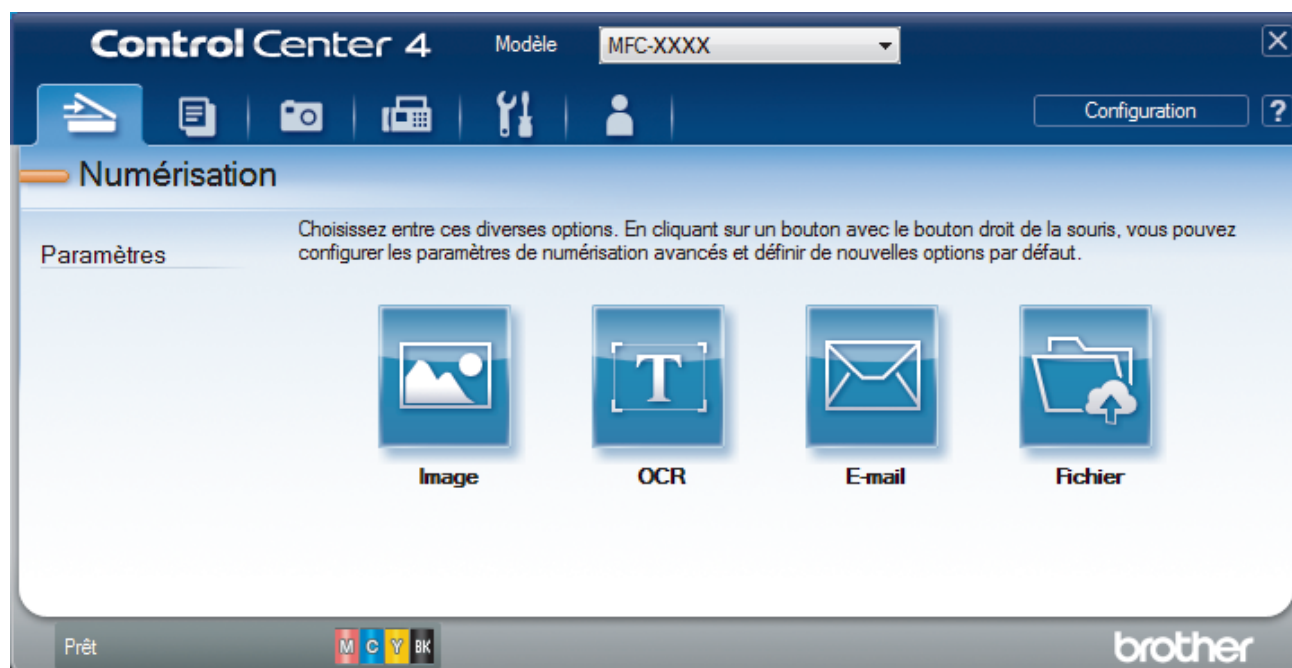 Control Center 4 Modèle MFC-XXXX
Configuration ?
Numérisation
Paramètres
Choisissez entre ces diverses options. En cliquant sur un bouton avec le bouton droit de la souris, vous pouvez
configurer les paramètres de numérisation avancés et définir de nouvelles options par défaut.
T
Image OCR E-mail Fichier
Prêt M C Y BK brother